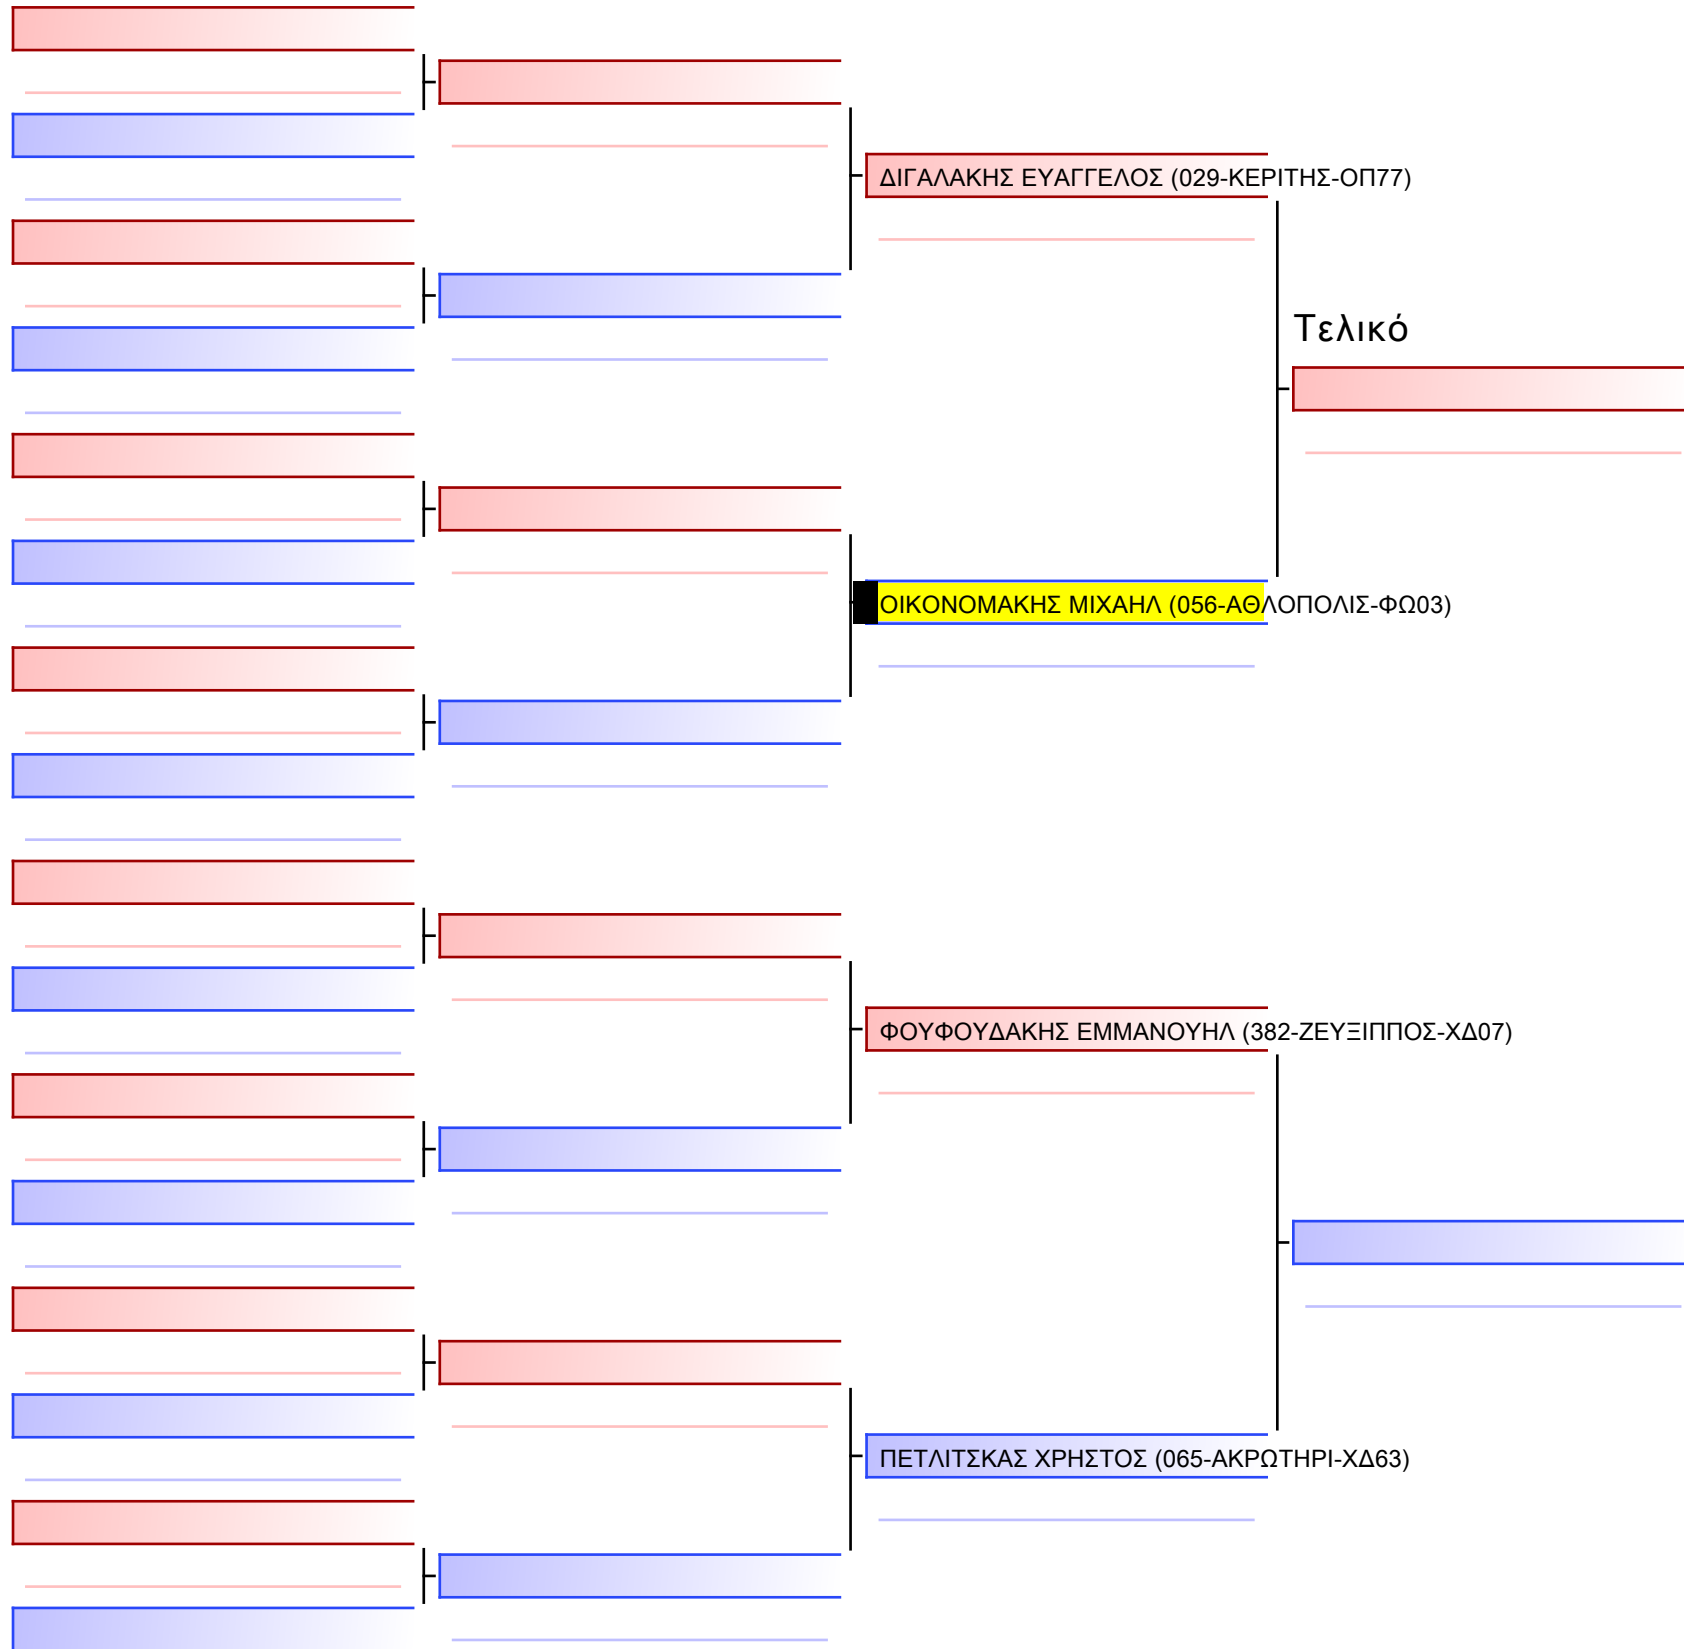 ΔΙΓΑΛΑΚΗΣ ΕΥΑΓΓΕΛΟΣ (029-ΚΕΡΙΤΗΣ-ΟΠ77)
Τελικό
ΟΙΚΟΝΟΜΑΚΗΣ ΜΙΧΑΗΛ (056-ΑΘΛΟΠΟΛΙΣ-ΦΩ03)
ΦΟΥΦΟΥΔΑΚΗΣ ΕΜΜΑΝΟΥΗΛ (382-ΖΕΥΞΙΠΠΟΣ-ΧΔ07)
ΠΕΤΛΙΤΣΚΑΣ ΧΡΗΣΤΟΣ (065-ΑΚΡΩΤΗΡΙ-ΧΔ63)